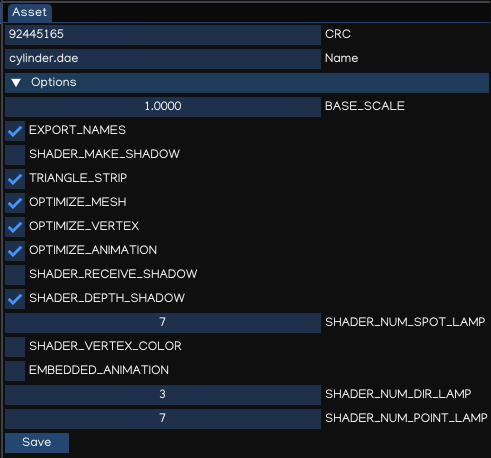 Asset
92445165 CRC
cylinder.dae Name
Options
1.0000 BASE_SCALE
EXPORT_NAMES
SHADER_MAKE_SHADOW
TRIANGLE_STRIP
OPTIMIZE_MESH
OPTIMIZE_VERTEX
OPTIMIZE_ANIMATION
SHADER_RECEIVE_SHADOW
SHADER_DEPTH_SHADOW
7 SHADER_NUM_SPOT_LAMP
SHADER_VERTEX_COLOR
EMBEDDED_ANIMATION
3 SHADER_NUM_DIR_LAMP
7 SHADER_NUM_POINT_LAMP
Save